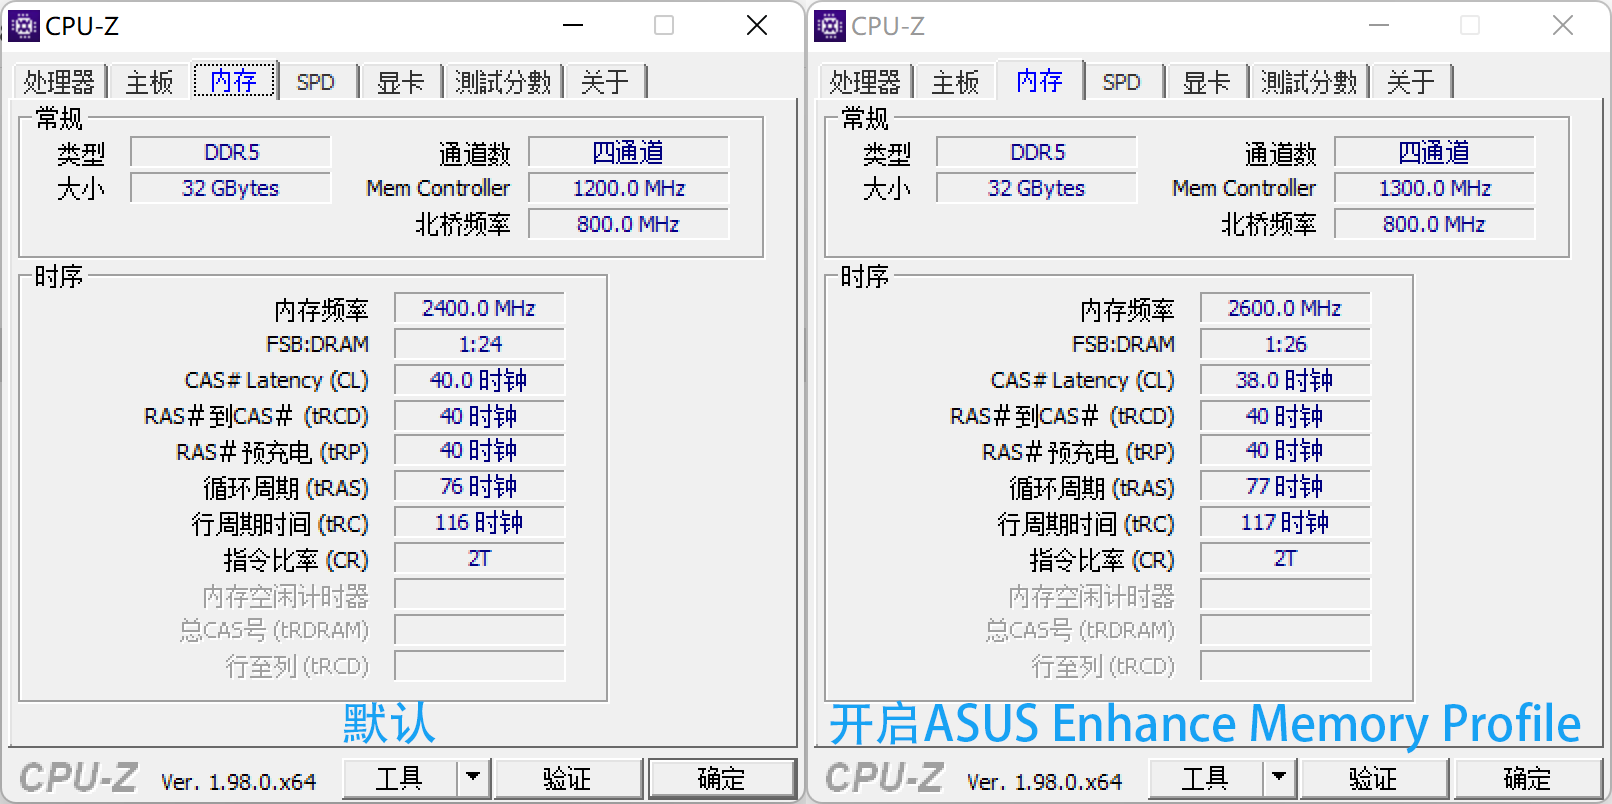 CPU-Z
处理器 主板 内存 SPD 显卡 測試分數 关于
常规
类型 DDR5 通道数 四通道
大小 32 GBytes Mem Controller 1200.0 MHz
北桥频率 800.0 MHz
时序
内存频率 2400.0 MHz
FSB:DRAM 1:24
CAS# Latency (CL) 40.0 时钟
RAS#到CAS# (tRCD) 40 时钟
RAS#预充电 (tRP) 40 时钟
循环周期 (tRAS) 76 时钟
行周期时间 (tRC) 116 时钟
指令比率 (CR) 2T
内存空闲计时器
总CAS号 (tRDRAM)
行至列 (tRCD)
默认
CPU-Z Ver. 1.98.0.x64 工具 验证 确定
CPU-Z
处理器 主板 内存 SPD 显卡 測試分數 关于
常规
类型 DDR5 通道数 四通道
大小 32 GBytes Mem Controller 1300.0 MHz
北桥频率 800.0 MHz
时序
内存频率 2600.0 MHz
FSB:DRAM 1:26
CAS# Latency (CL) 38.0 时钟
RAS#到CAS# (tRCD) 40 时钟
RAS#预充电 (tRP) 40 时钟
循环周期 (tRAS) 77 时钟
行周期时间 (tRC) 117 时钟
指令比率 (CR) 2T
内存空闲计时器
总CAS号 (tRDRAM)
行至列 (tRCD)
开启ASUS Enhance Memory Profile
CPU-Z Ver. 1.98.0.x64 工具 验证 确定